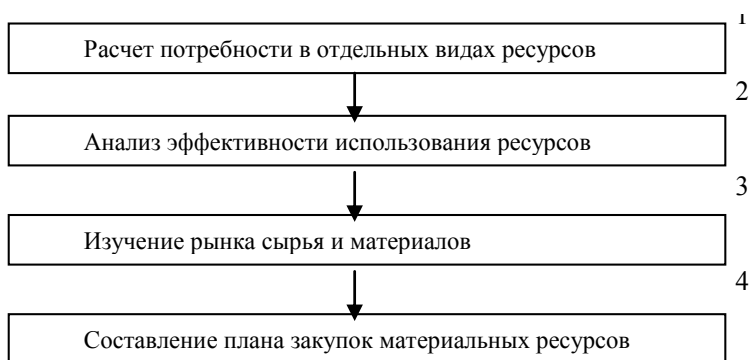 1
Расчет потребности в отдельных видах ресурсов
2
Анализ эффективности использования ресурсов
3
Изучение рынка сырья и материалов
4
Составление плана закупок материальных ресурсов